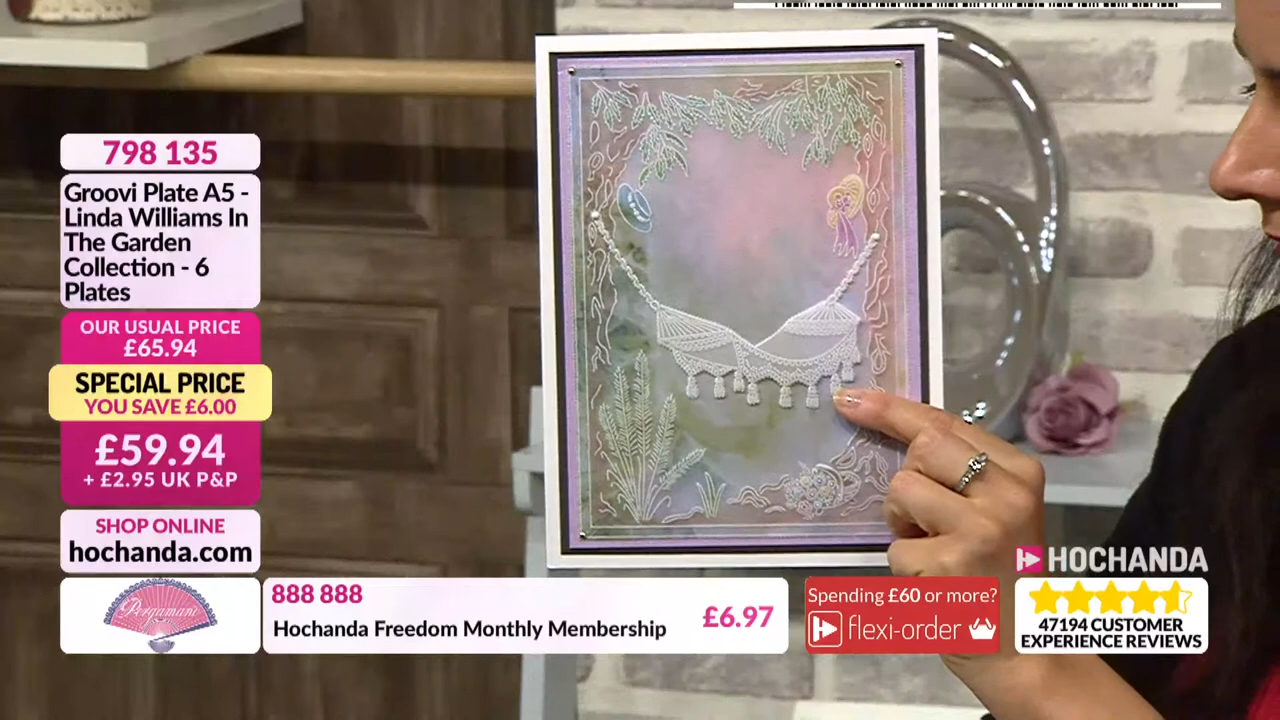 798 135
Groovi Plate A5 -
Linda Williams In
The Garden
Collection - 6
Plates
OUR USUAL PRICE
£65.94
SPECIAL PRICE
YOU SAVE £6.00
£59.94
+ £2.95 UK P&P
SHOP ONLINE
hochanda.com
Pergamano
888 888
Hochanda Freedom Monthly Membership
£6.97
Spending £60 or more?
flexi-order
HOCHANDA
47194 CUSTOMER
EXPERIENCE REVIEWS